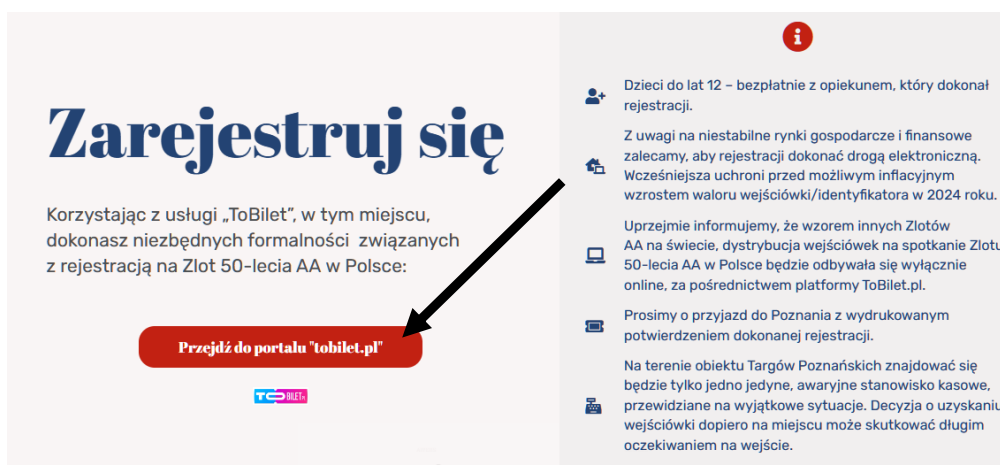 Zarejestruj się
Korzystając z usługi „ToBilet”, w tym miejscu,
dokonasz niezbędnych formalności związanych
z rejestracją na Zlot 50-lecia AA w Polsce:
Przejdź do portalu "tobilet.pl"
TOBILET
Dzieci do lat 12 – bezpłatnie z opiekunem, który dokonał
rejestracji.
Z uwagi na niestabilne rynki gospodarcze i finansowe
zalecamy, aby rejestracji dokonać drogą elektroniczną.
Wcześniejsza uchroni przed możliwym inflacyjnym
wzrostem waloru wejściówki/identyfikatora w 2024 roku.
Uprzejmie informujemy, że wzorem innych Zlotów
AA na świecie, dystrybucja wejściówek na spotkanie Zlotu
50-lecia AA w Polsce będzie odbywała się wyłącznie
online, za pośrednictwem platformy ToBilet.pl.
Prosimy o przyjazd do Poznania z wydrukowanym
potwierdzeniem dokonanej rejestracji.
Na terenie obiektu Targów Poznańskich znajdować się
będzie tylko jedno jedyne, awaryjne stanowisko kasowe,
przewidziane na wyjątkowe sytuacje. Decyzja o uzyskaniu
wejściówki dopiero na miejscu może skutkować długim
oczekiwaniem na wejście.